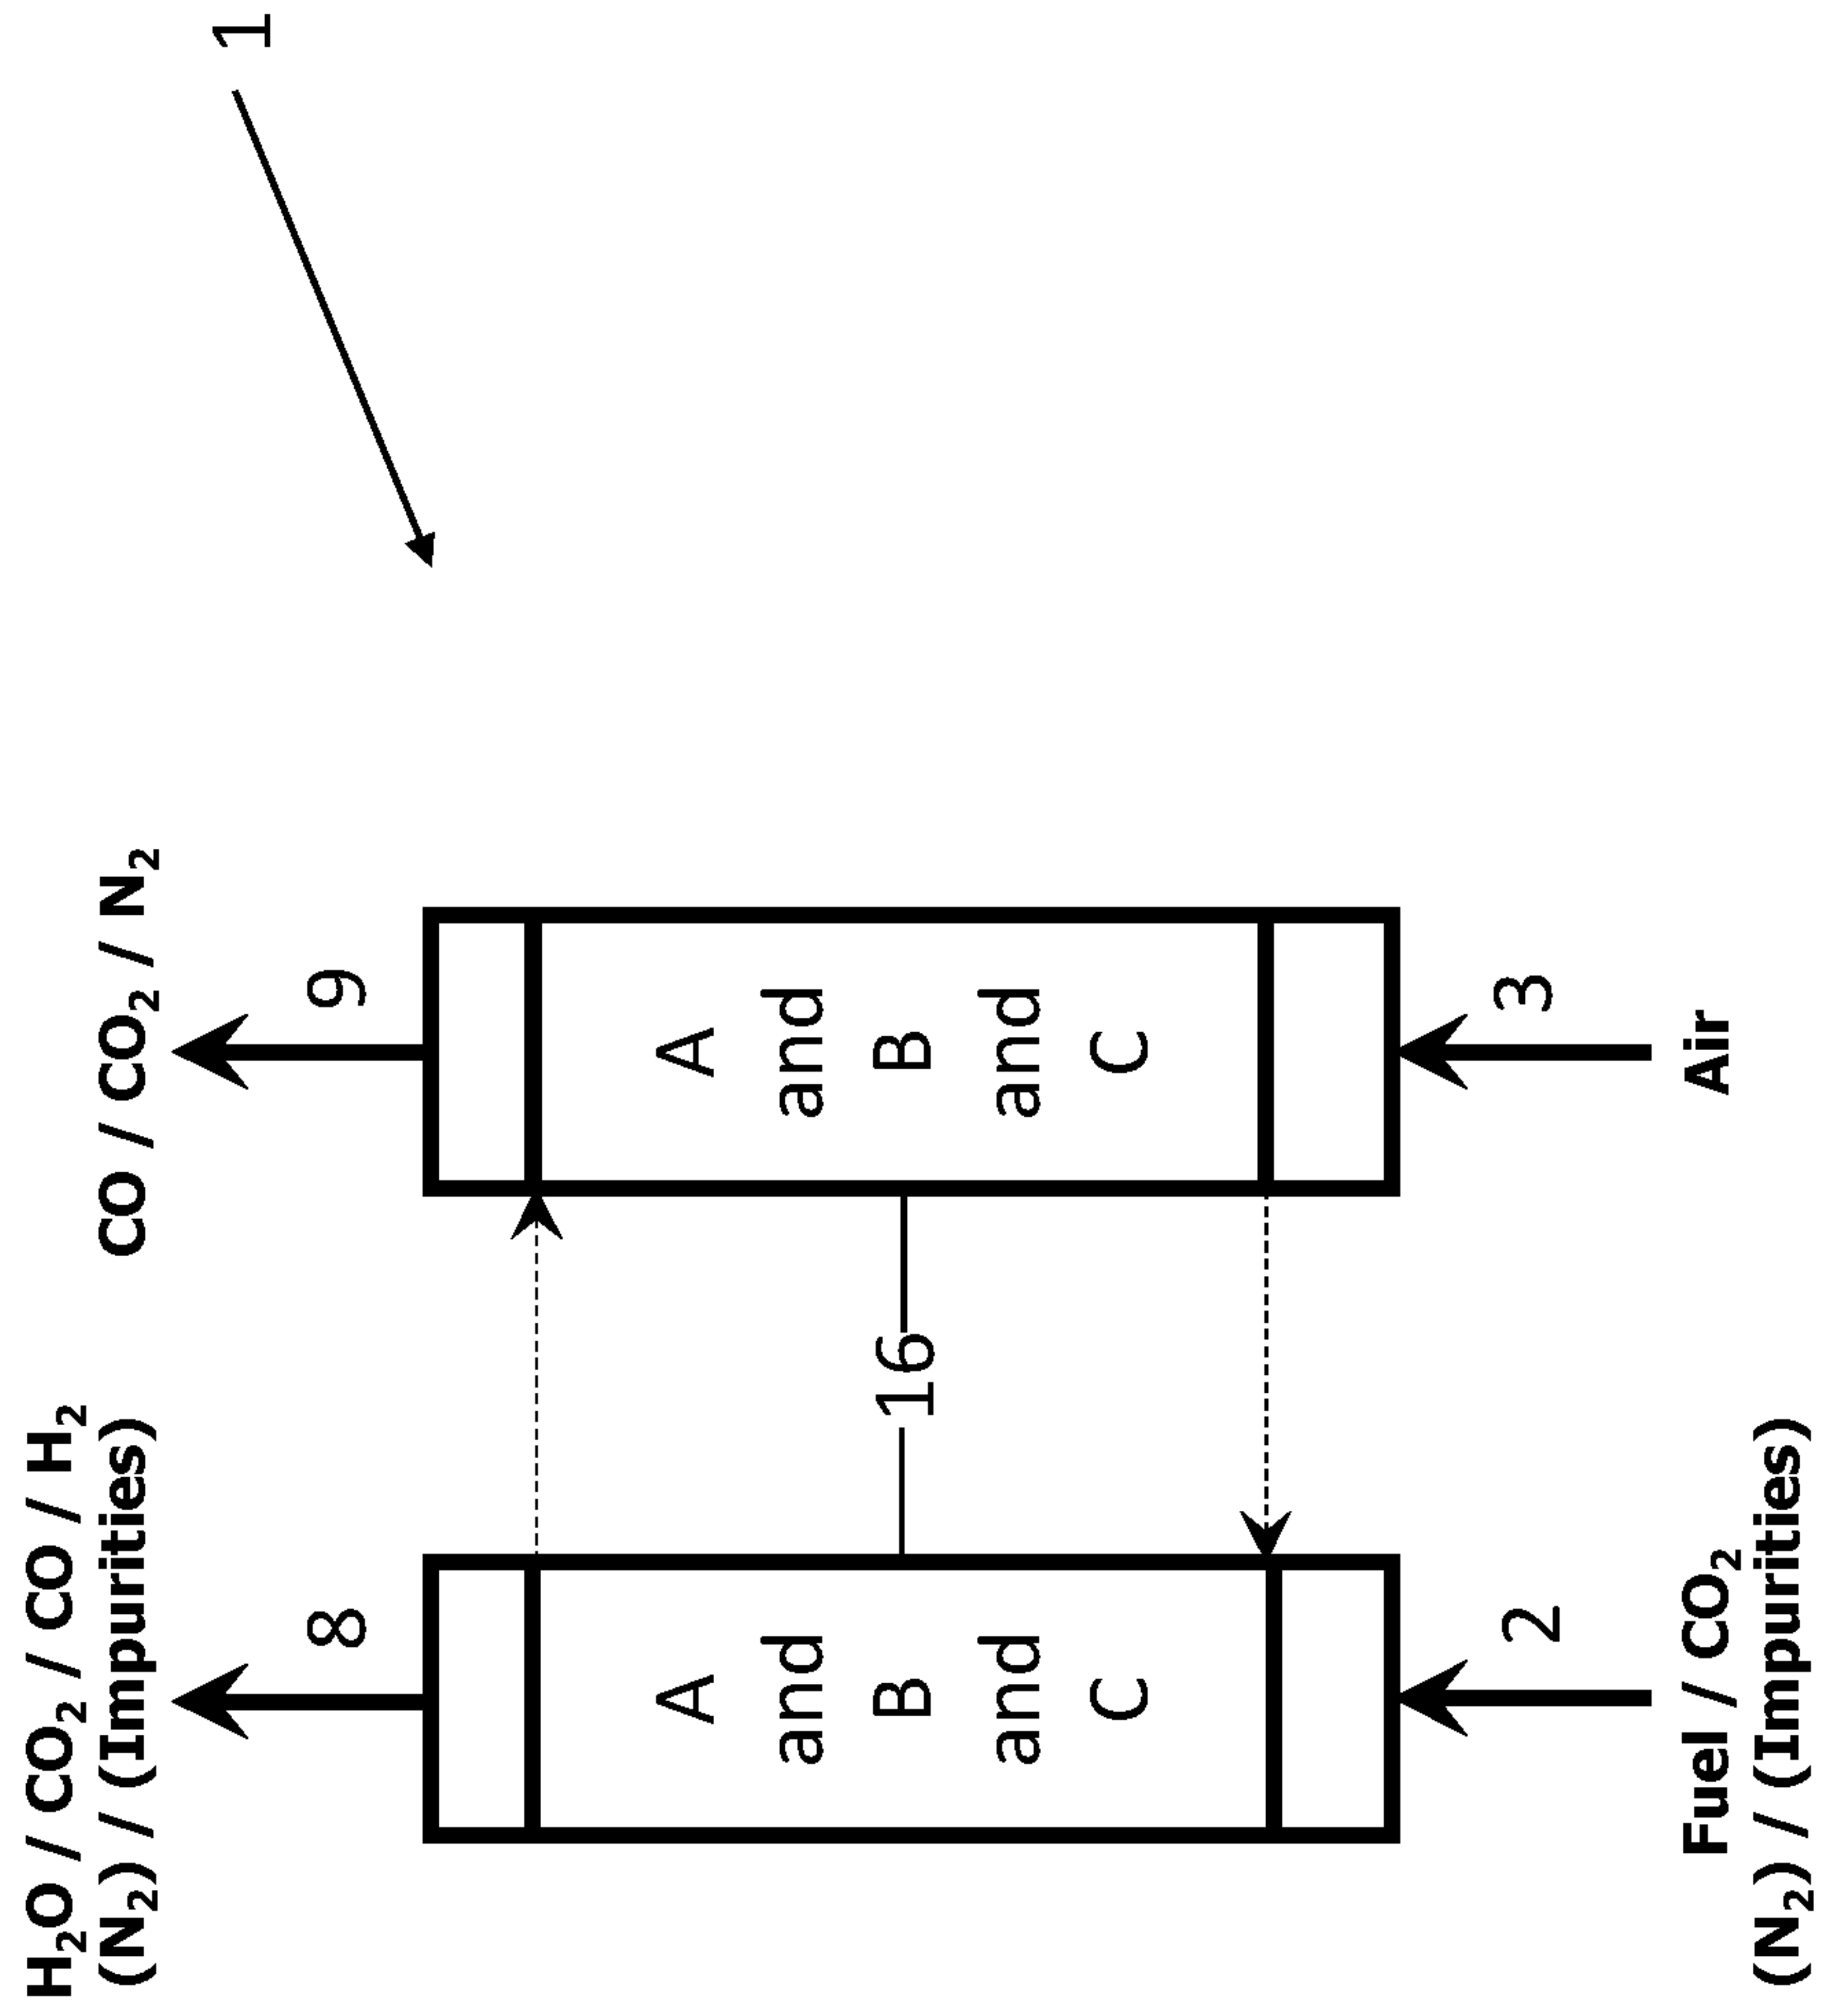 H₂O / CO₂ / CO / H₂
(N₂) / (Impurities)
CO / CO₂ / N₂
1
8
9
A
and
B
and
C
16
A
and
B
and
C
2
3
Fuel / CO₂
(N₂) / (Impurities)
Air